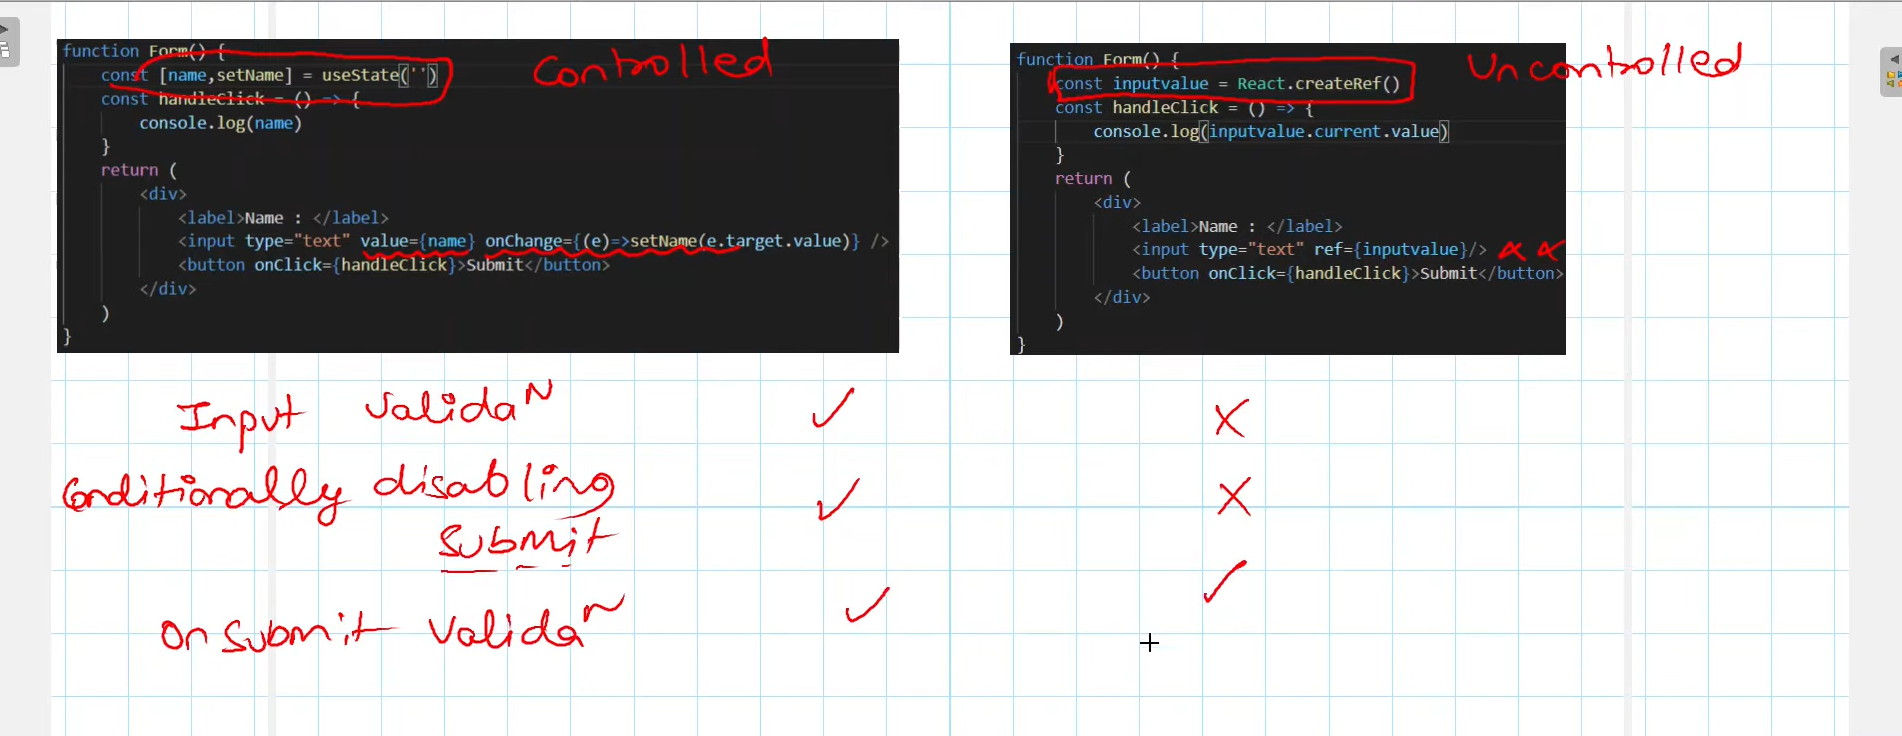 function Form() {
const [name,setName] = useState('')
const handleClick = () => {
console.log(name)
}
return (
<div>
<label>Name : </label>
<input type="text" value={name} onChange={(e)=>setName(e.target.value)} />
<button onClick={handleClick}>Submit</button>
</div>
)
}
Controlled
function Form() {
const inputvalue = React.createRef()
const handleClick = () => {
console.log(inputvalue.current.value)
}
return (
<div>
<label>Name : </label>
<input type="text" ref={inputvalue}/>
<button onClick={handleClick}>Submit</button>
</div>
)
}
Uncontrolled
Input ValidaN
Conditionally disabling
Submit
OnSubmit ValidaN